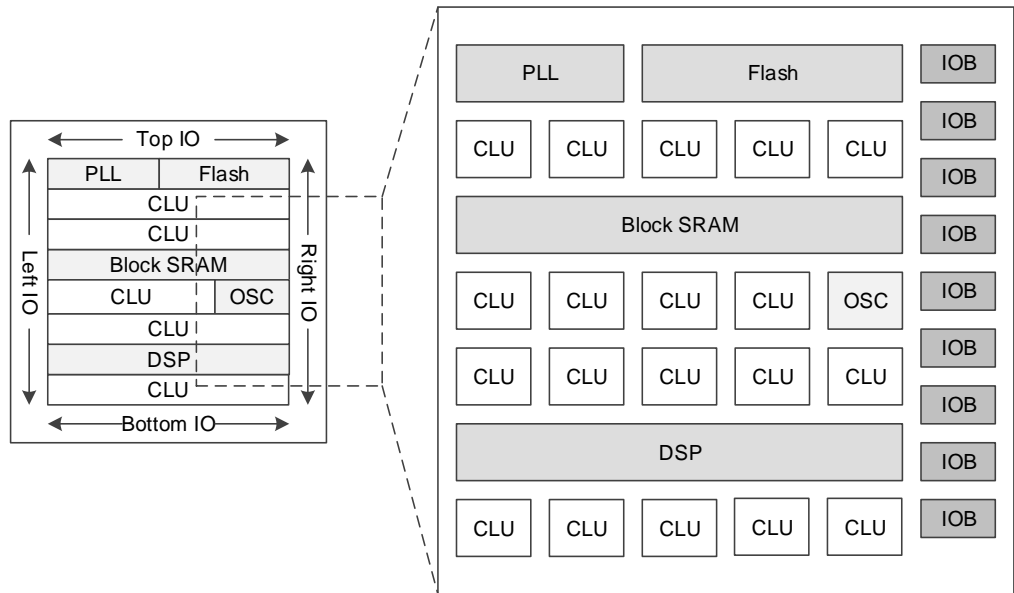 Top IO
PLL Flash
CLU
CLU
Block SRAM
CLU OSC
CLU
DSP
CLU
Bottom IO
Left IO
Right IO
PLL Flash IOB
IOB
CLU CLU CLU CLU CLU
IOB
Block SRAM IOB
CLU CLU CLU CLU OSC IOB
IOB
CLU CLU CLU CLU CLU
IOB
DSP IOB
CLU CLU CLU CLU CLU IOB